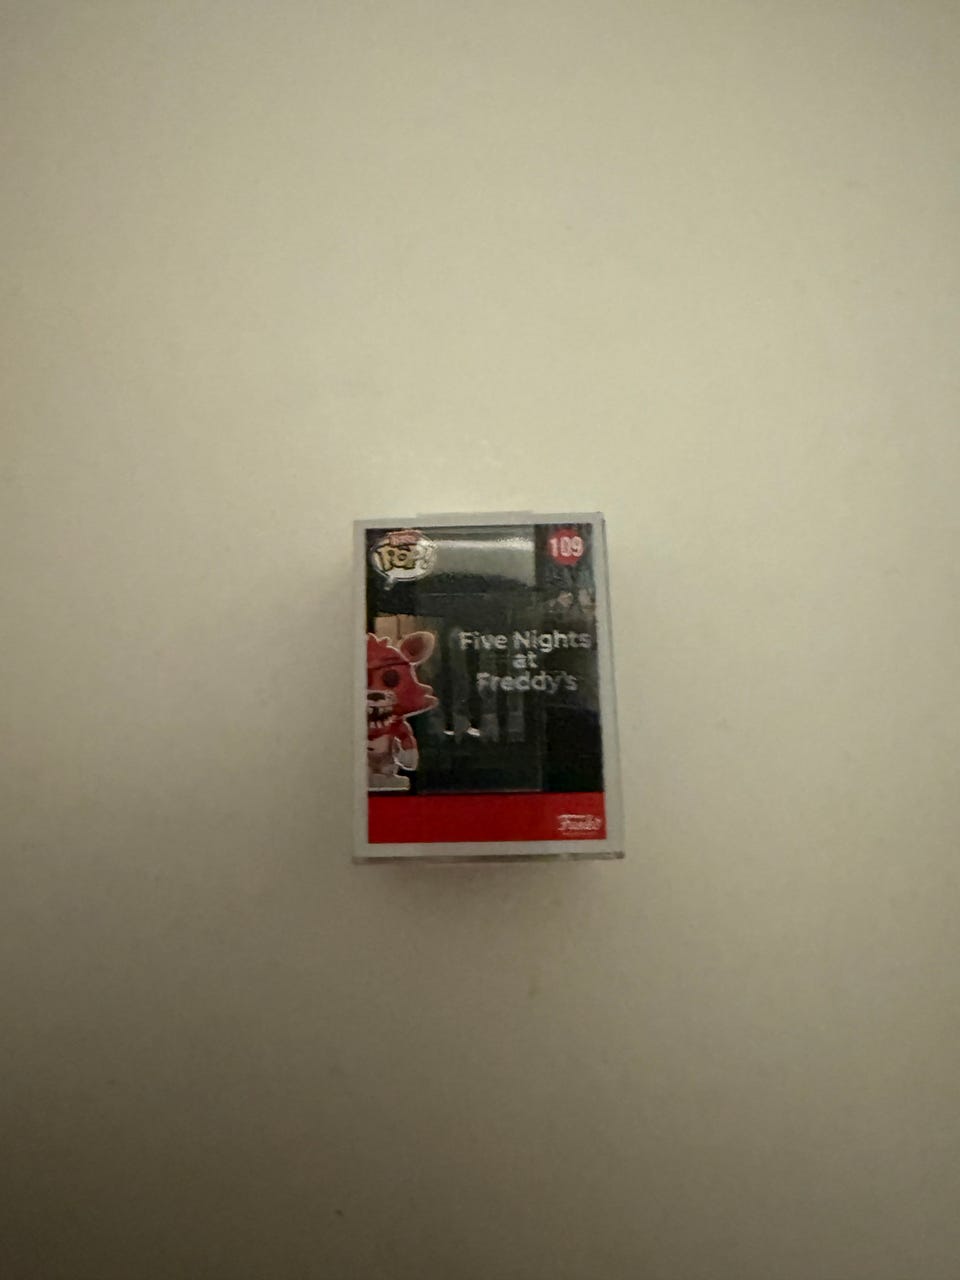 POP!
109
Five Nights
at
Freddy's
Funko